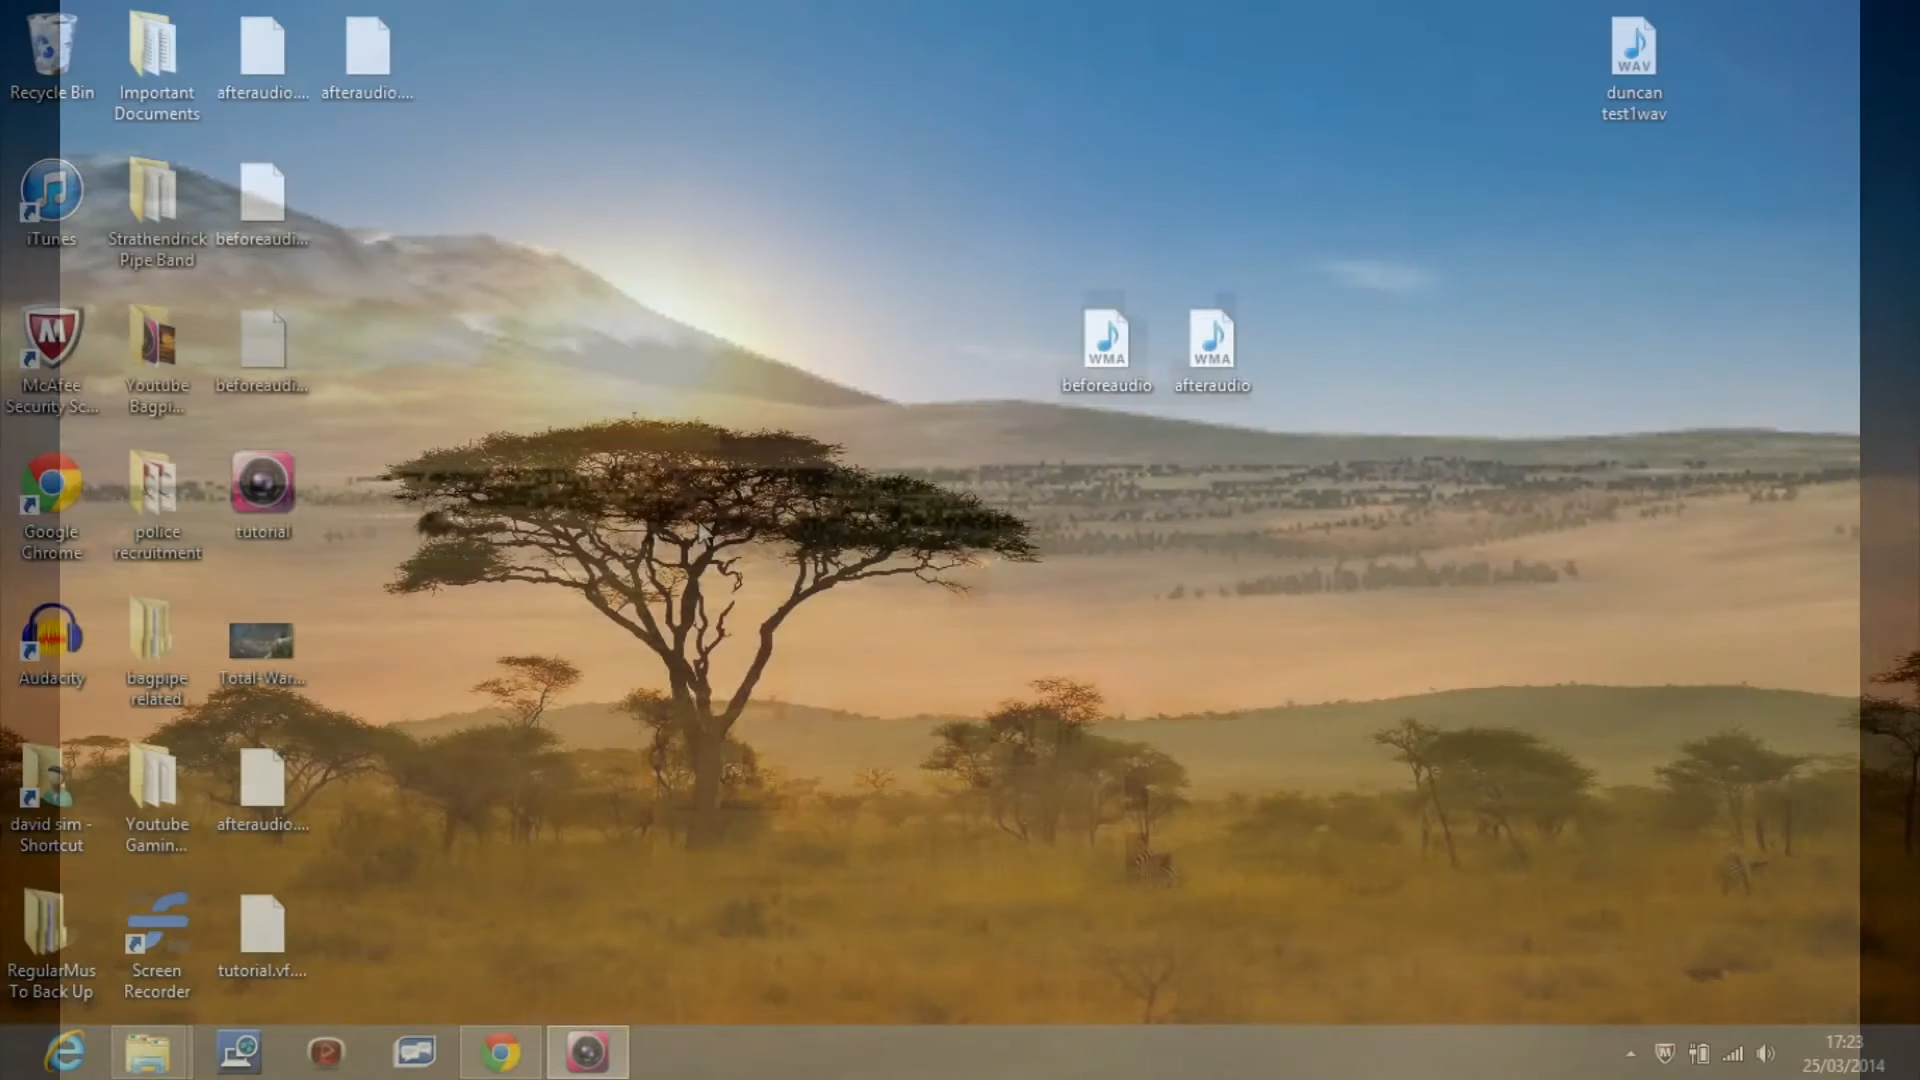 Recycle Bin
Important
Documents
afteraudio....
afteraudio....
WAV
duncan
test1wav
iTunes
Strathendrick
Pipe Band
beforeaudi...
McAfee
Security Sc...
Youtube
Bagpi...
beforeaudi...
WMA
beforeaudio
WMA
afteraudio
Google
Chrome
police
recruitment
tutorial
Audacity
bagpipe
related
Total-War...
david sim -
Shortcut
Youtube
Gamin...
afteraudio....
RegularMus
To Back Up
Screen
Recorder
tutorial.vf....
17:23
25/03/2014